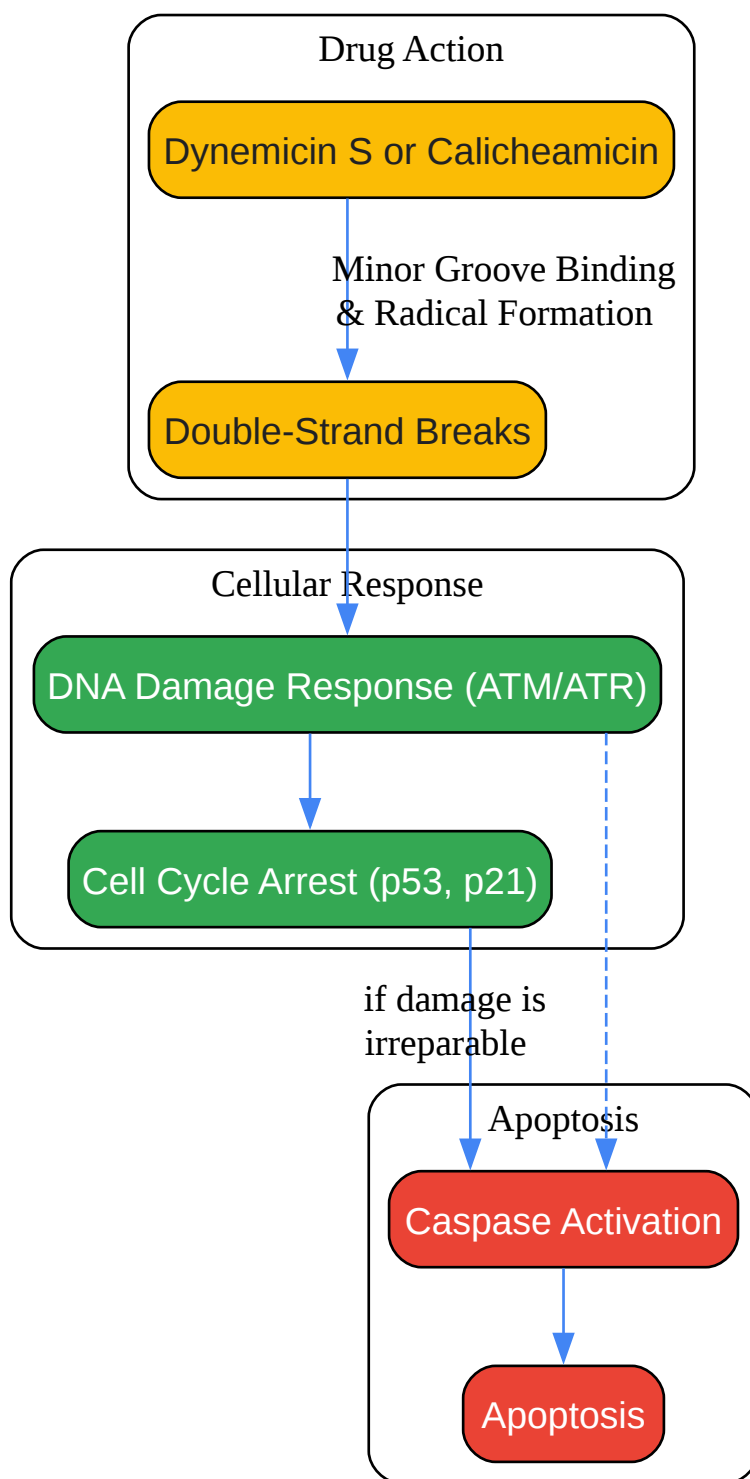 Drug Action
Dynemicin S or Calicheamicin
Minor Groove Binding
& Radical Formation
Double-Strand Breaks
Cellular Response
DNA Damage Response (ATM/ATR)
Cell Cycle Arrest (p53, p21)
if damage is
irreparable
Apoptosis
Caspase Activation
Apoptosis